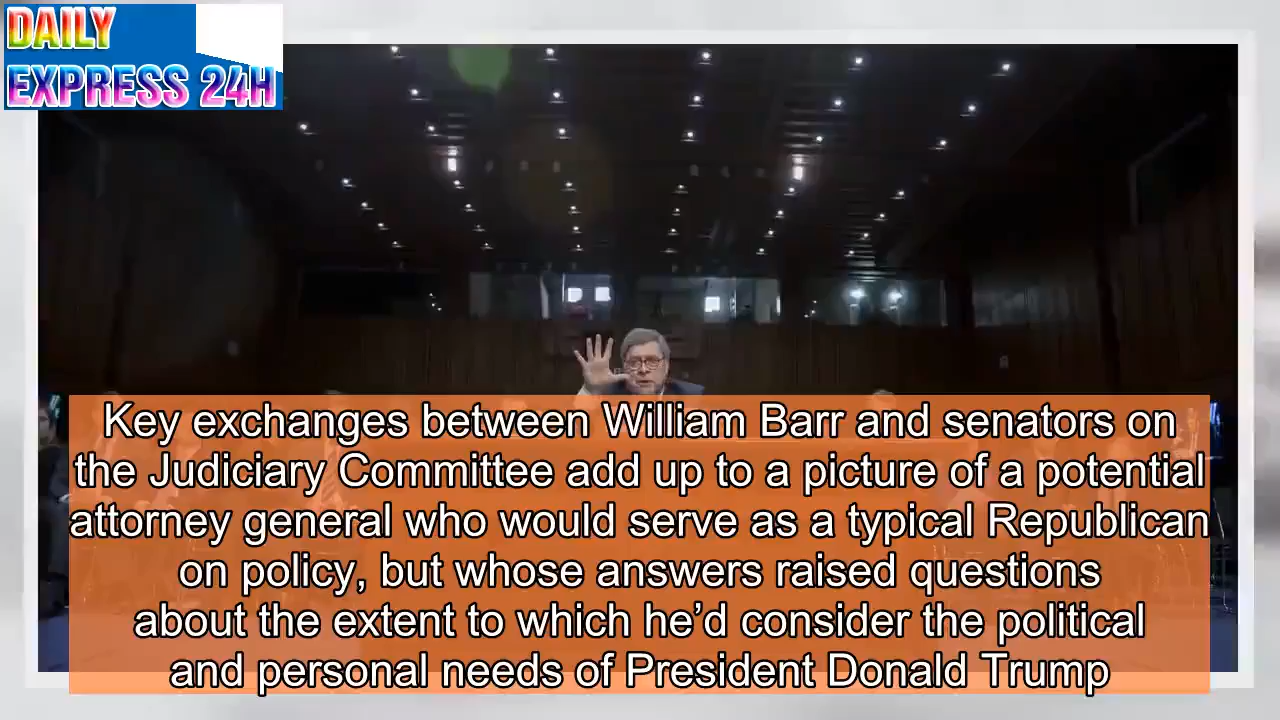 DAILY
EXPRESS 24H
Key exchanges between William Barr and senators on
the Judiciary Committee add up to a picture of a potential
attorney general who would serve as a typical Republican
on policy, but whose answers raised questions
about the extent to which he’d consider the political
and personal needs of President Donald Trump